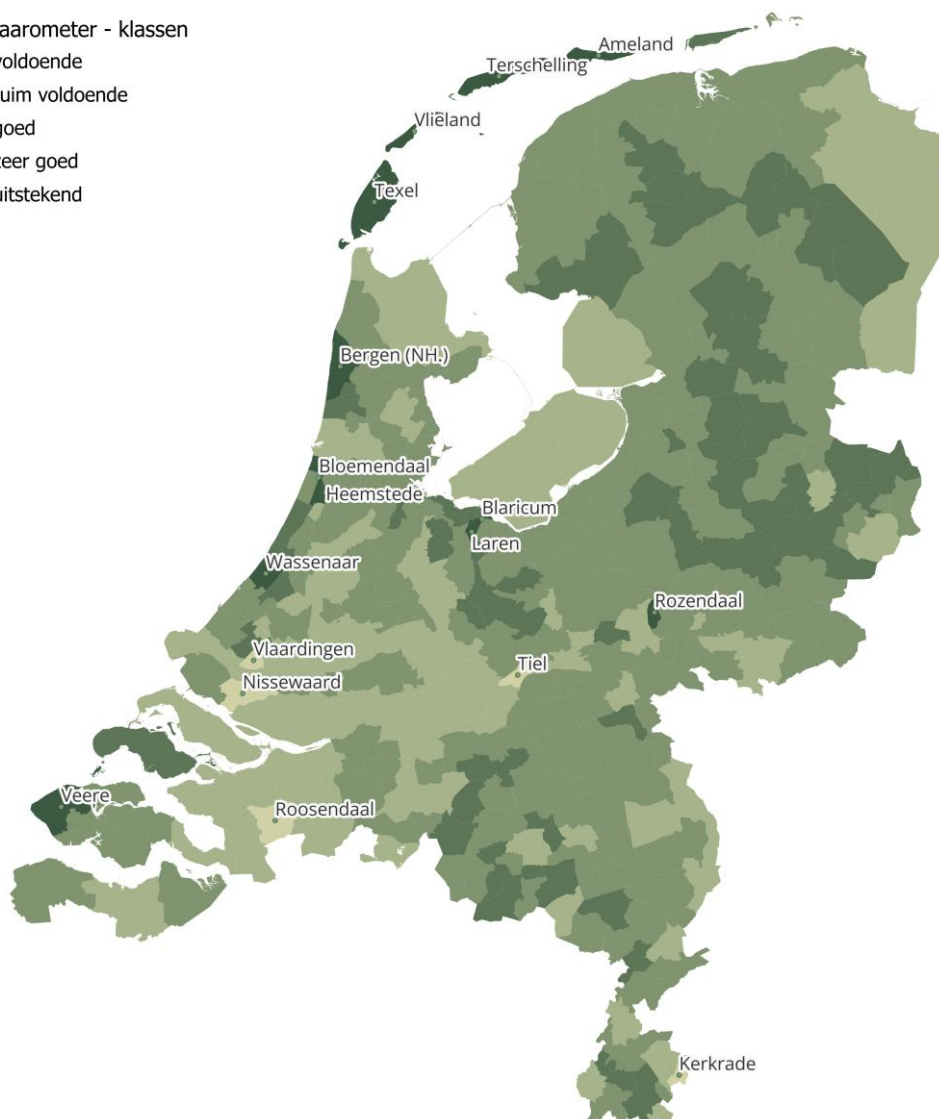 aarometer - klassen
voldoende
uim voldoende
goed
zeer goed
uitstekend
Ameland
Terschelling
Vlieland
Texel
Bergen (NH.)
Bloemendaal
Heemstede
Blaricum
Laren
Wassenaar
Rozendaal
Vlaardingen
Tiel
Nissewaard
Veere
Roosendaal
Kerkrade